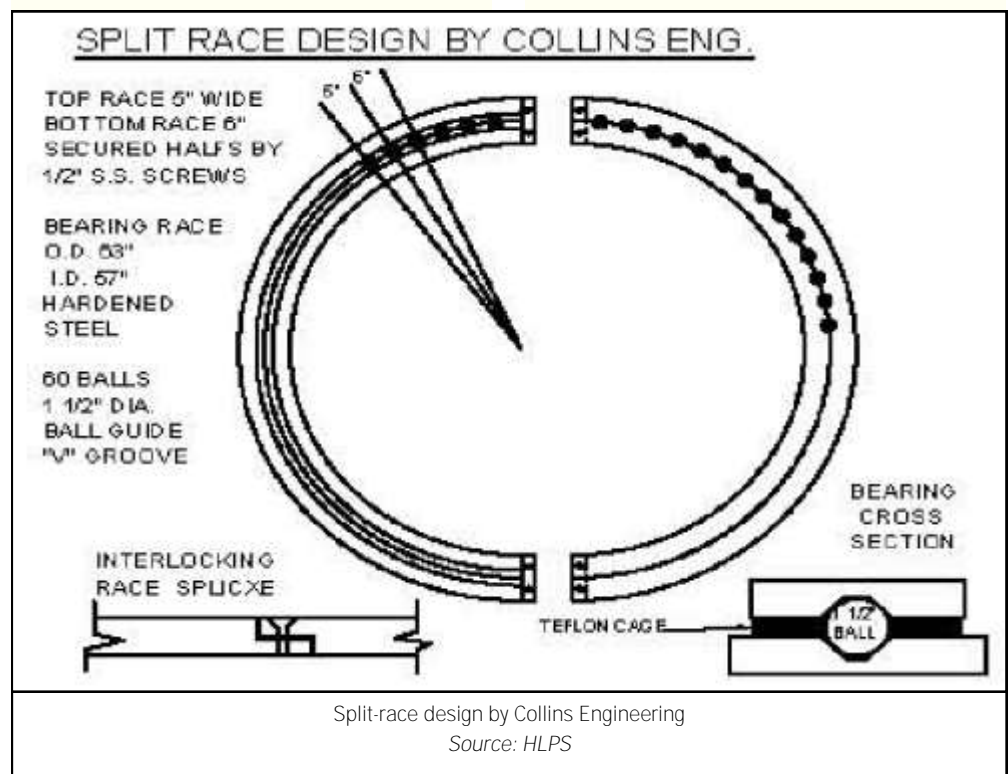 SPLIT RACE DESIGN BY COLLINS ENG.
TOP RACE 5" WIDE
BOTTOM RACE 6"
SECURED HALFS BY
1/2" S.S. SCREWS
5"
6"
BEARING RACE
O.D. 63"
I.D. 57"
HARDENED
STEEL
60 BALLS
1 1/2" DIA.
BALL GUIDE
"V" GROOVE
BEARING
CROSS
SECTION
INTERLOCKING
RACE SPLICXE
TEFLON CAGE
1 1/2"
BALL
Split-race design by Collins Engineering
Source: HLPS